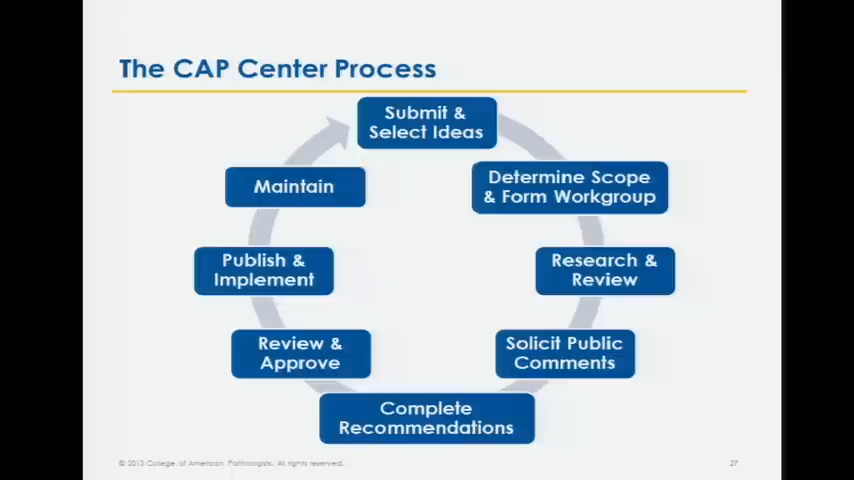 The CAP Center Process
Submit &
Select Ideas
Determine Scope
& Form Workgroup
Research &
Review
Solicit Public
Comments
Complete
Recommendations
Review &
Approve
Publish &
Implement
Maintain
© 2013 College of American Pathologists. All rights reserved.
27